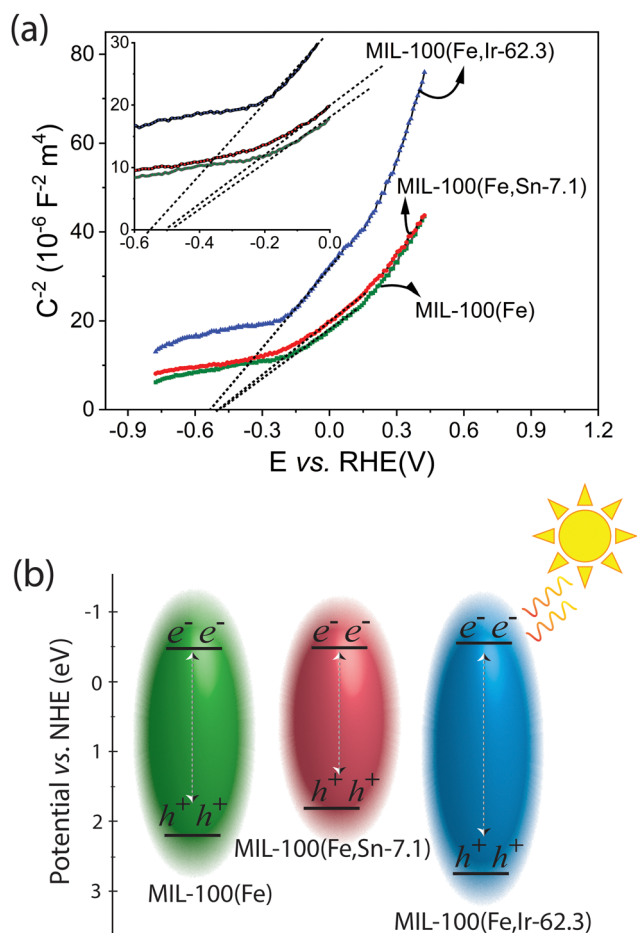 (a)
MIL-100(Fe,Ir-62.3)
MIL-100(Fe,Sn-7.1)
MIL-100(Fe)
C⁻² (10⁻⁶ F⁻² m⁴)
80
60
40
20
0
-0.9 -0.6 -0.3 0.0 0.3 0.6 0.9 1.2
E vs. RHE(V)
30
20
10
0
-0.6 -0.4 -0.2 0.0
(b)
Potential vs. NHE (eV)
-1
0
1
2
3
e⁻ e⁻
h⁺ h⁺
MIL-100(Fe)
e⁻ e⁻
h⁺ h⁺
MIL-100(Fe,Sn-7.1)
e⁻ e⁻
h⁺ h⁺
MIL-100(Fe,Ir-62.3)